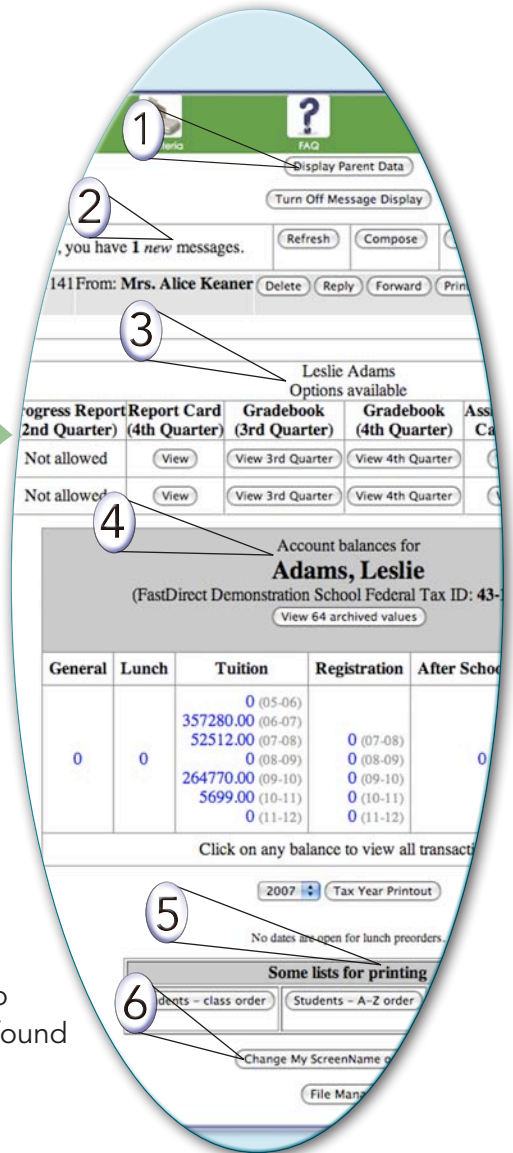 1
FAQ
Display Parent Data
Turn Off Message Display
2
, you have 1 new messages. Refresh Compose
141 From: Mrs. Alice Keaner Delete Reply Forward
3
Leslie Adams
Options available
Report Card Gradebook Gradebook
2nd Quarter) (4th Quarter) (3rd Quarter) (4th Quarter)
Not allowed View View 3rd Quarter View 4th Quarter
Not allowed View View 3rd Quarter View 4th Quarter
4
Account balances for
Adams, Leslie
(FastDirect Demonstration School Federal Tax ID: 43-
View 64 archived values
General Lunch Tuition Registration After
0 (05-06)
357280.00 (06-07)
52512.00 (07-08) 0 (07-08)
0 0 0 (08-09) 0 (08-09) 0
264770.00 (09-10) 0 (09-10)
5699.00 (10-11) 0 (10-11)
0 (11-12) 0 (11-12)
Click on any balance to view all
2007 Tax Year Printout
5
No dates are open for lunch preorders.
Some lists for printing
6
- class order Students - A-Z order
Change My ScreenName
File